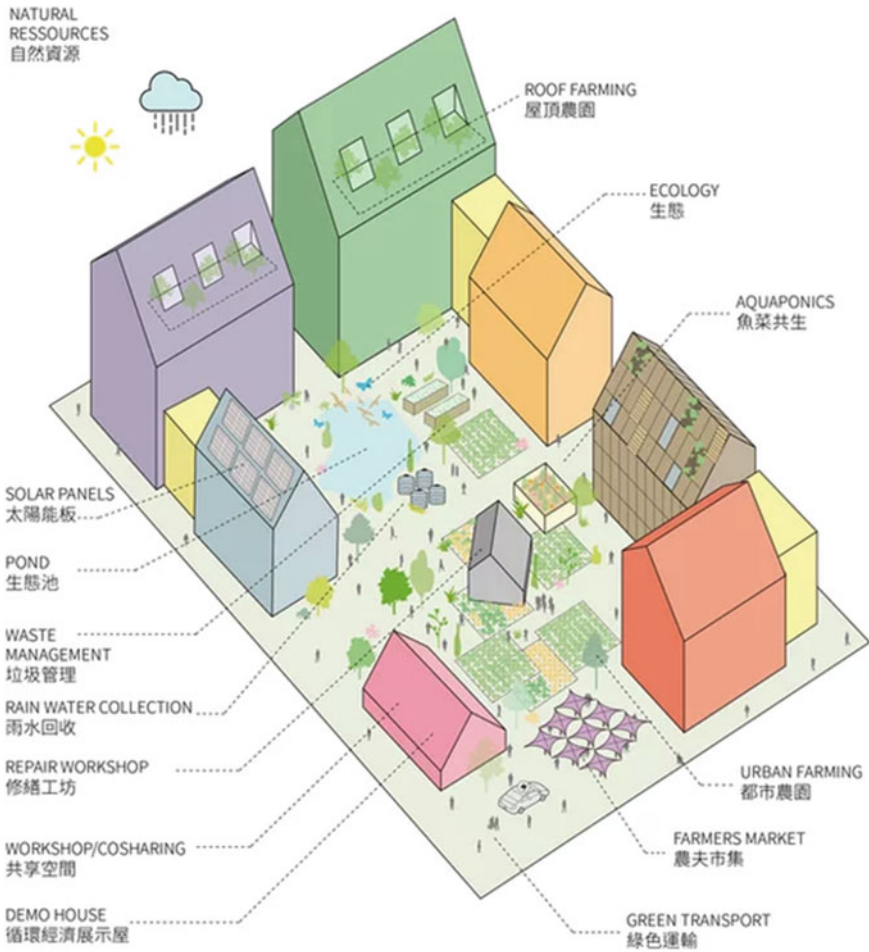 NATURAL
RESSOURCES
自然資源
ROOF FARMING
屋頂農園
ECOLOGY
生態
AQUAPONICS
魚菜共生
SOLAR PANELS
太陽能板
POND
生態池
WASTE
MANAGEMENT
垃圾管理
RAIN WATER COLLECTION
雨水回收
REPAIR WORKSHOP
修繕工坊
WORKSHOP/COSHARING
共享空間
DEMO HOUSE
循環經濟展示屋
URBAN FARMING
都市農園
FARMERS MARKET
農夫市集
GREEN TRANSPORT
綠色運輸